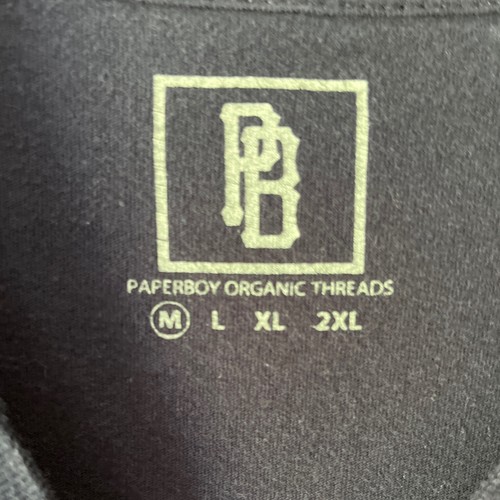 PB
PAPERBOY ORGANIC THREADS
M L XL 2XL